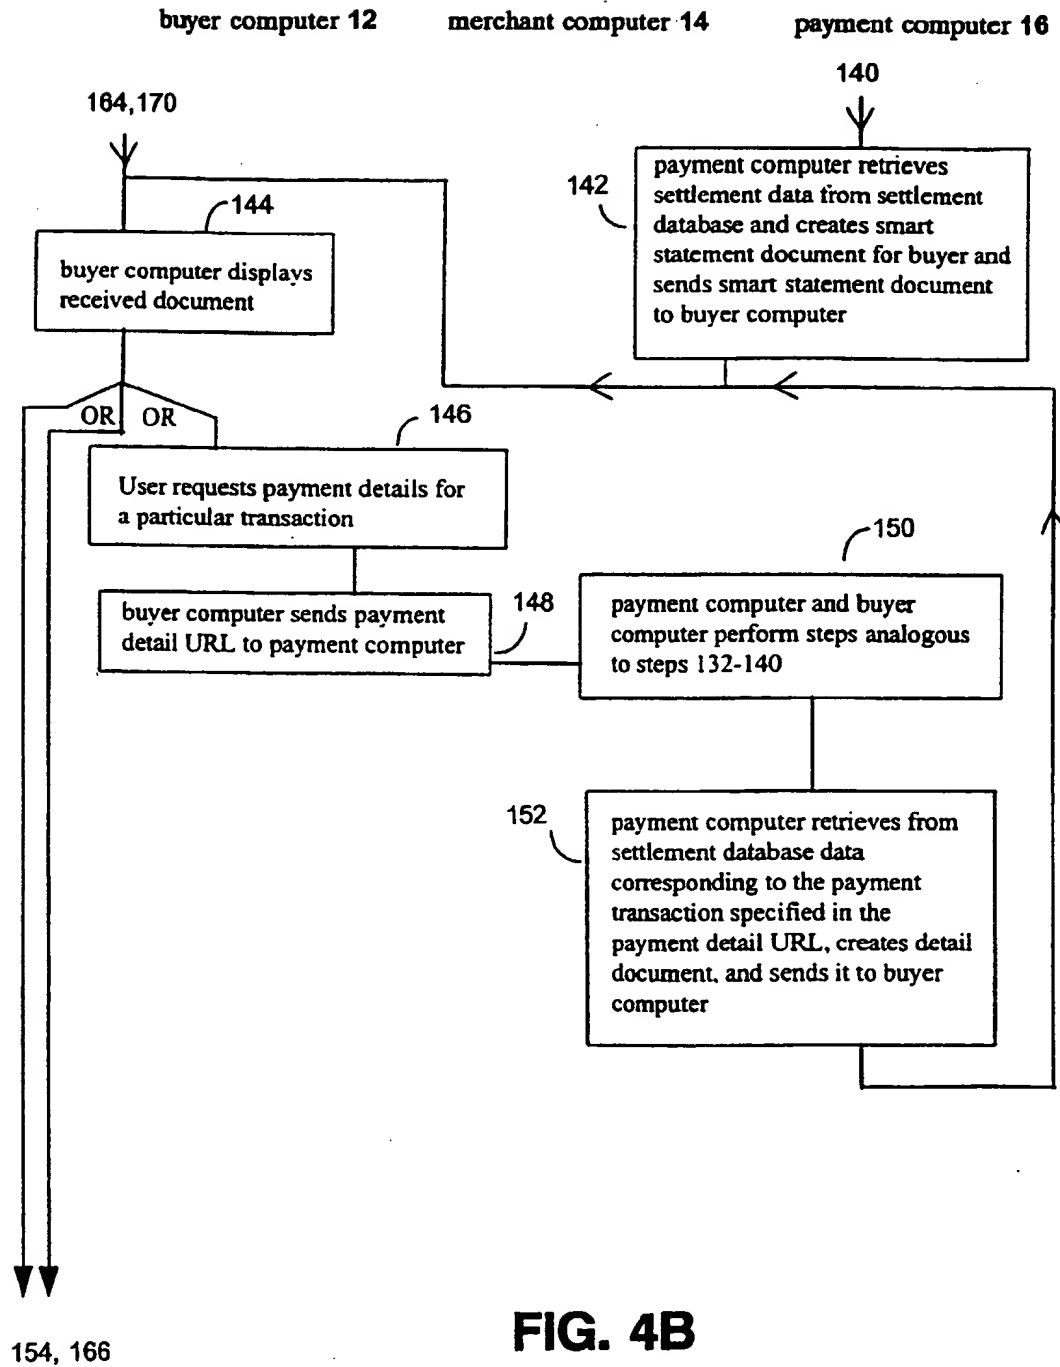 buyer computer 12 merchant computer 14 payment computer 16
140
164,170
142
payment computer retrieves
settlement data from settlement
database and creates smart
statement document for buyer and
sends smart statement document
to buyer computer
144
buyer computer displays
received document
OR OR
146
User requests payment details for
a particular transaction
148
buyer computer sends payment
detail URL to payment computer
150
payment computer and buyer
computer perform steps analogous
to steps 132-140
152
payment computer retrieves from
settlement database data
corresponding to the payment
transaction specified in the
payment detail URL, creates detail
document, and sends it to buyer
computer
154, 166
FIG. 4B